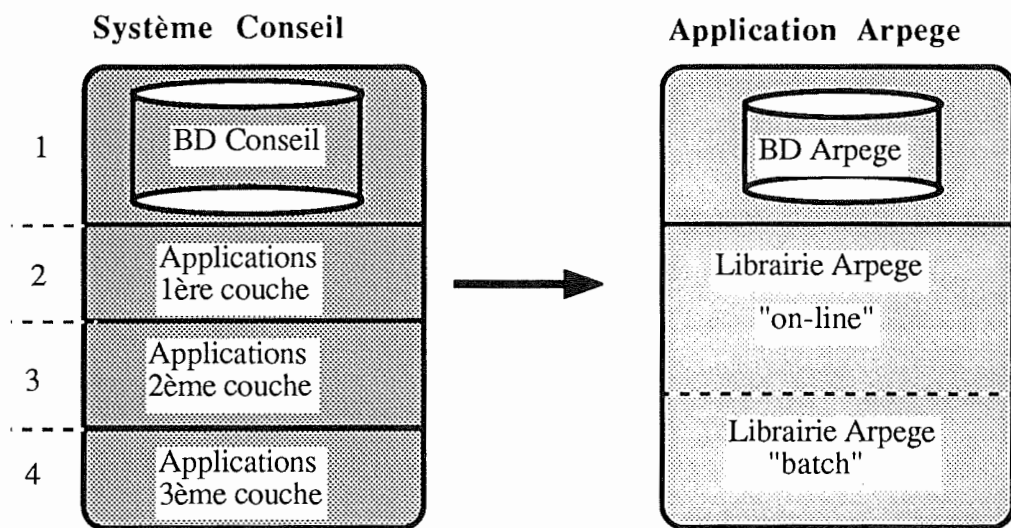 Système Conseil
1
BD Conseil
2
Applications
1ère couche
3
Applications
2ème couche
4
Applications
3ème couche
Application Arpege
BD Arpege
Librairie Arpege
"on-line"
Librairie Arpege
"batch"